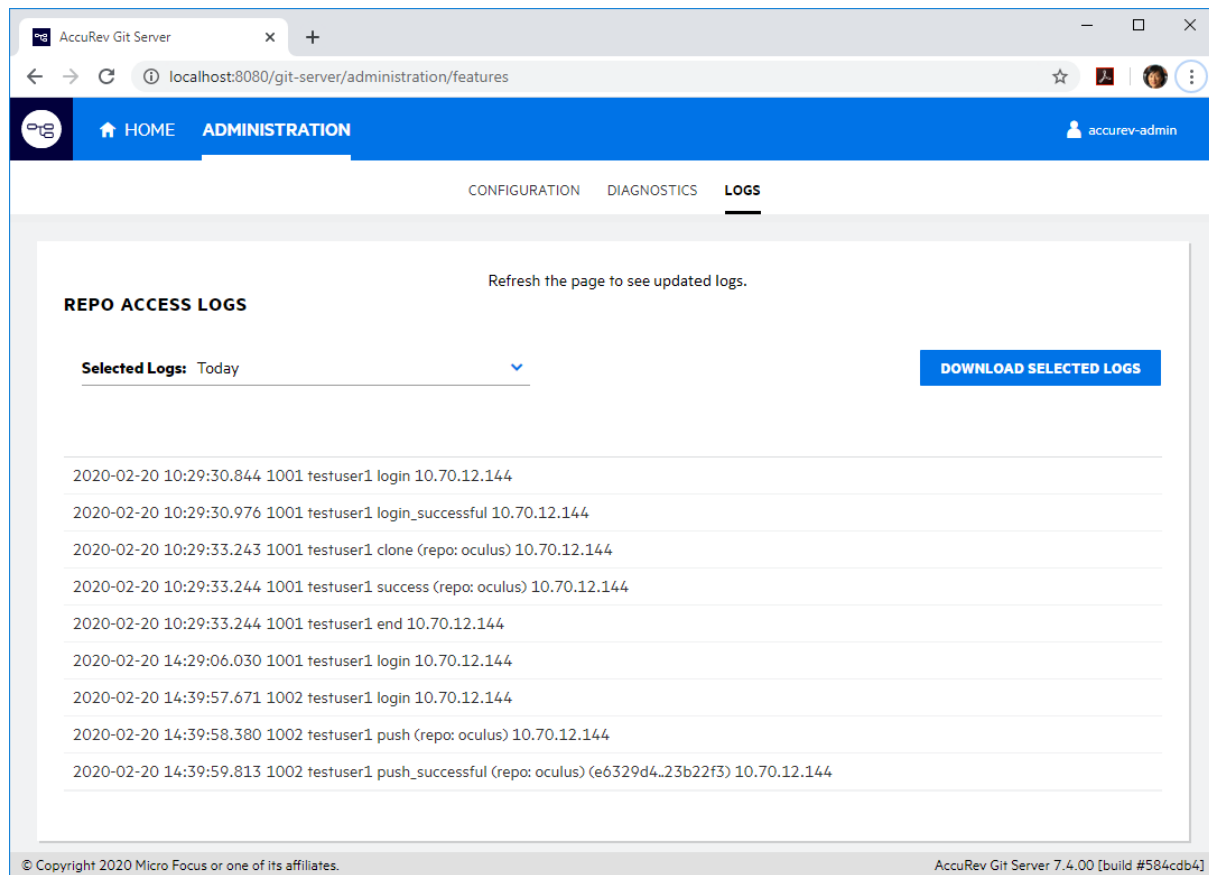 AccuRev Git Server
localhost:8080/git-server/administration/features
HOME ADMINISTRATION accurev-admin
CONFIGURATION DIAGNOSTICS LOGS
Refresh the page to see updated logs.
REPO ACCESS LOGS
Selected Logs: Today DOWNLOAD SELECTED LOGS
2020-02-20 10:29:30.844 1001 testuser1 login 10.70.12.144
2020-02-20 10:29:30.976 1001 testuser1 login_successful 10.70.12.144
2020-02-20 10:29:33.243 1001 testuser1 clone (repo: oculus) 10.70.12.144
2020-02-20 10:29:33.244 1001 testuser1 success (repo: oculus) 10.70.12.144
2020-02-20 10:29:33.244 1001 testuser1 end 10.70.12.144
2020-02-20 14:29:06.030 1001 testuser1 login 10.70.12.144
2020-02-20 14:39:57.671 1002 testuser1 login 10.70.12.144
2020-02-20 14:39:58.380 1002 testuser1 push (repo: oculus) 10.70.12.144
2020-02-20 14:39:59.813 1002 testuser1 push_successful (repo: oculus) (e6329d4..23b22f3) 10.70.12.144
© Copyright 2020 Micro Focus or one of its affiliates. AccuRev Git Server 7.4.00 [build #584cdb4]